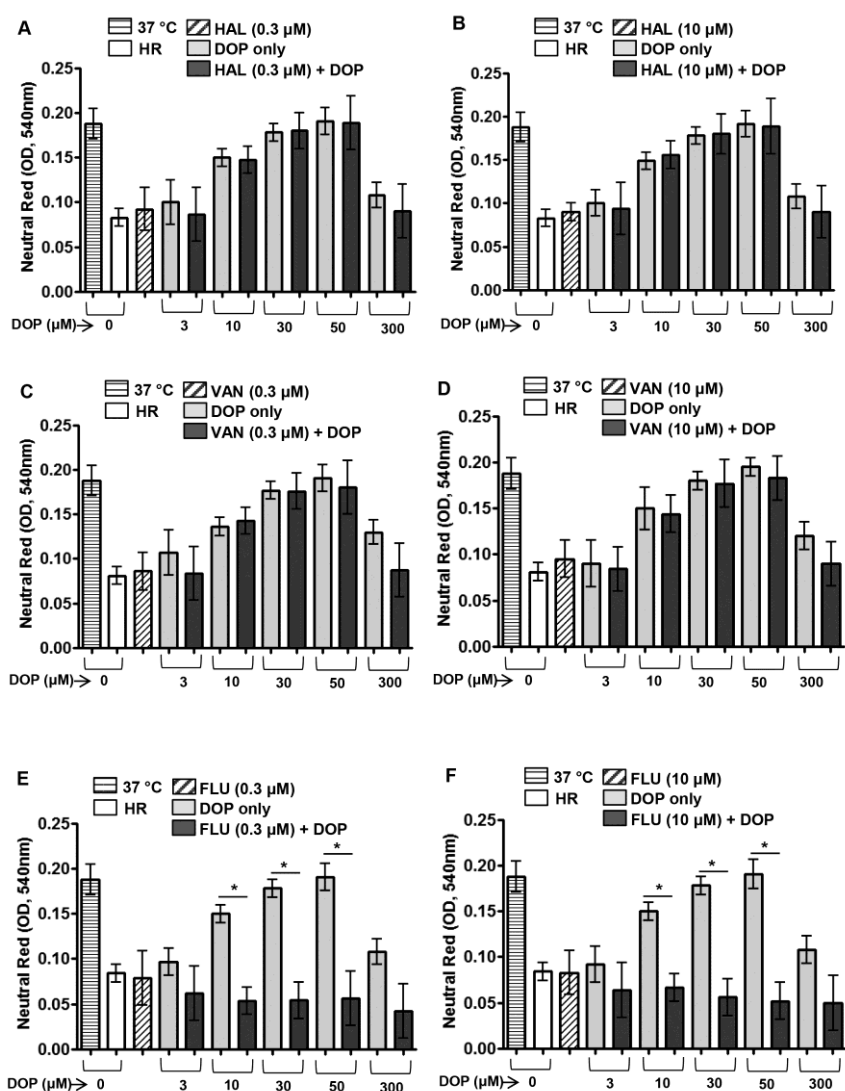 A
37 °C
HAL (0.3 µM)
HR
DOP only
HAL (0.3 µM) + DOP
Neutral Red (OD, 540nm)
0.25
0.20
0.15
0.10
0.05
0.00
DOP (µM)→ 0 3 10 30 50 300
B
37 °C
HAL (10 µM)
HR
DOP only
HAL (10 µM) + DOP
Neutral Red (OD, 540nm)
0.25
0.20
0.15
0.10
0.05
0.00
DOP (µM)→ 0 3 10 30 50 300
C
37 °C
VAN (0.3 µM)
HR
DOP only
VAN (0.3 µM) + DOP
Neutral Red (OD, 540nm)
0.25
0.20
0.15
0.10
0.05
0.00
DOP (µM)→ 0 3 10 30 50 300
D
37 °C
VAN (10 µM)
HR
DOP only
VAN (10 µM) + DOP
Neutral Red (OD, 540nm)
0.25
0.20
0.15
0.10
0.05
0.00
DOP (µM)→ 0 3 10 30 50 300
E
37 °C
FLU (0.3 µM)
HR
DOP only
FLU (0.3 µM) + DOP
Neutral Red (OD, 540nm)
0.25
0.20
0.15
0.10
0.05
0.00
* * *
DOP (µM)→ 0 3 10 30 50 300
F
37 °C
FLU (10 µM)
HR
DOP only
FLU (10 µM) + DOP
Neutral Red (OD, 540nm)
0.25
0.20
0.15
0.10
0.05
0.00
* * *
DOP (µM)→ 0 3 10 30 50 300